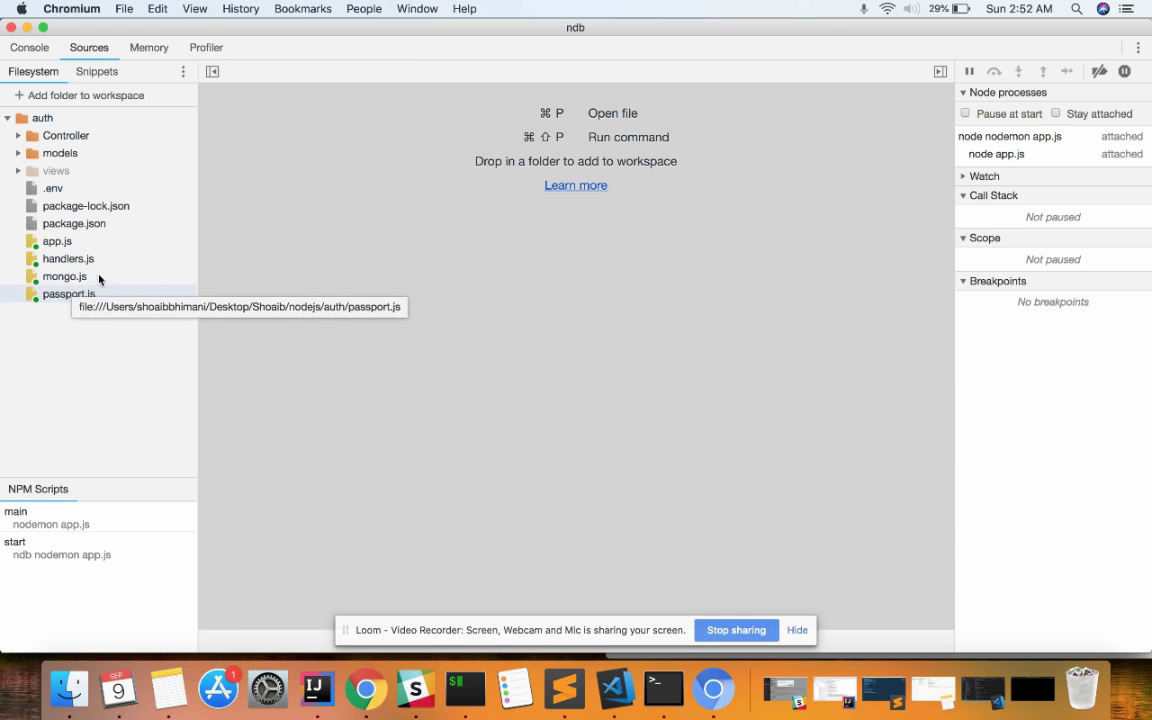 Chromium File Edit View History Bookmarks People Window Help 29% Sun 2:52 AM
ndb
Console Sources Memory Profiler
Filesystem Snippets
+ Add folder to workspace
auth
Controller
models
views
.env
package-lock.json
package.json
app.js
handlers.js
mongo.js
passport.js
file:///Users/shoaibbhimani/Desktop/Shoaib/nodejs/auth/passport.js
NPM Scripts
main
nodemon app.js
start
ndb nodemon app.js
⌘ P Open file
⌘ ⇧ P Run command
Drop in a folder to add to workspace
Learn more
Node processes
Pause at start Stay attached
node nodemon app.js attached
node app.js attached
Watch
Call Stack
Not paused
Scope
Not paused
Breakpoints
No breakpoints
Loom - Video Recorder: Screen, Webcam and Mic is sharing your screen. Stop sharing Hide
SEP
9
1
IJ
S
$
>_